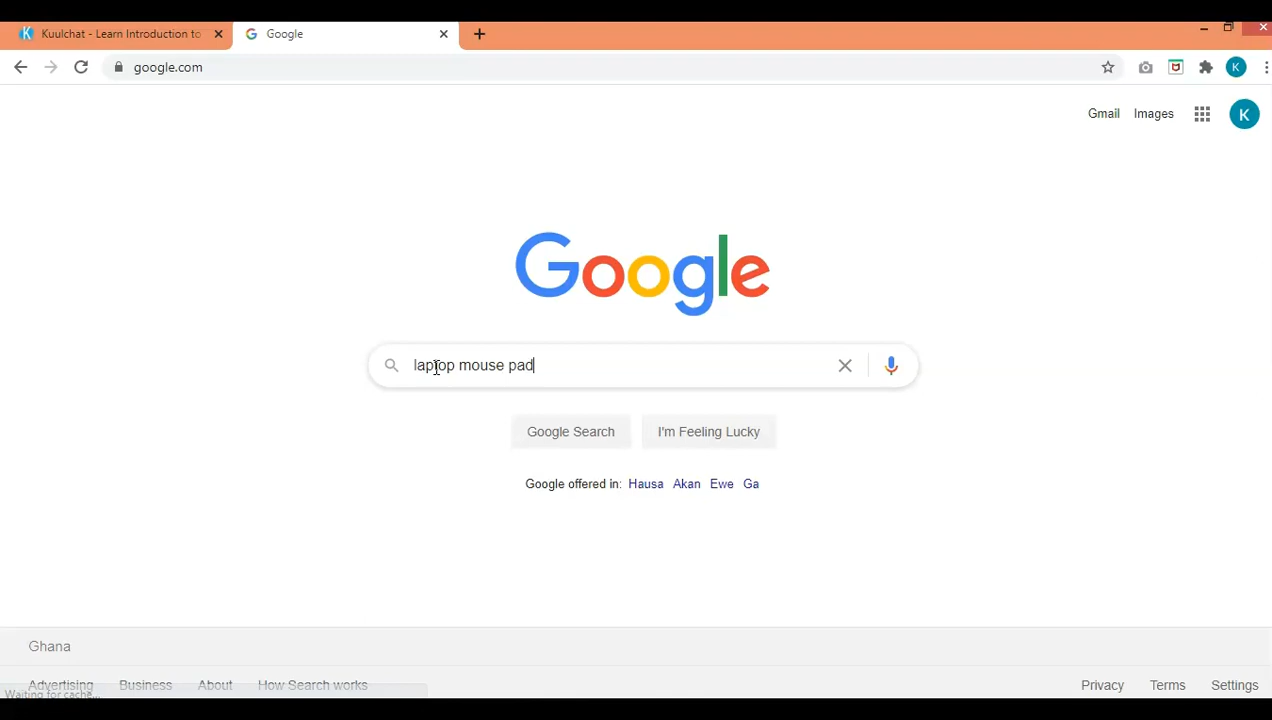 Kuulchat - Learn Introduction to
Google
google.com
K
Gmail Images K
Google
laptop mouse pad
Google Search I'm Feeling Lucky
Google offered in: Hausa Akan Ewe Ga
Ghana
Advertising Business About How Search works Privacy Terms Settings
Waiting for cache...